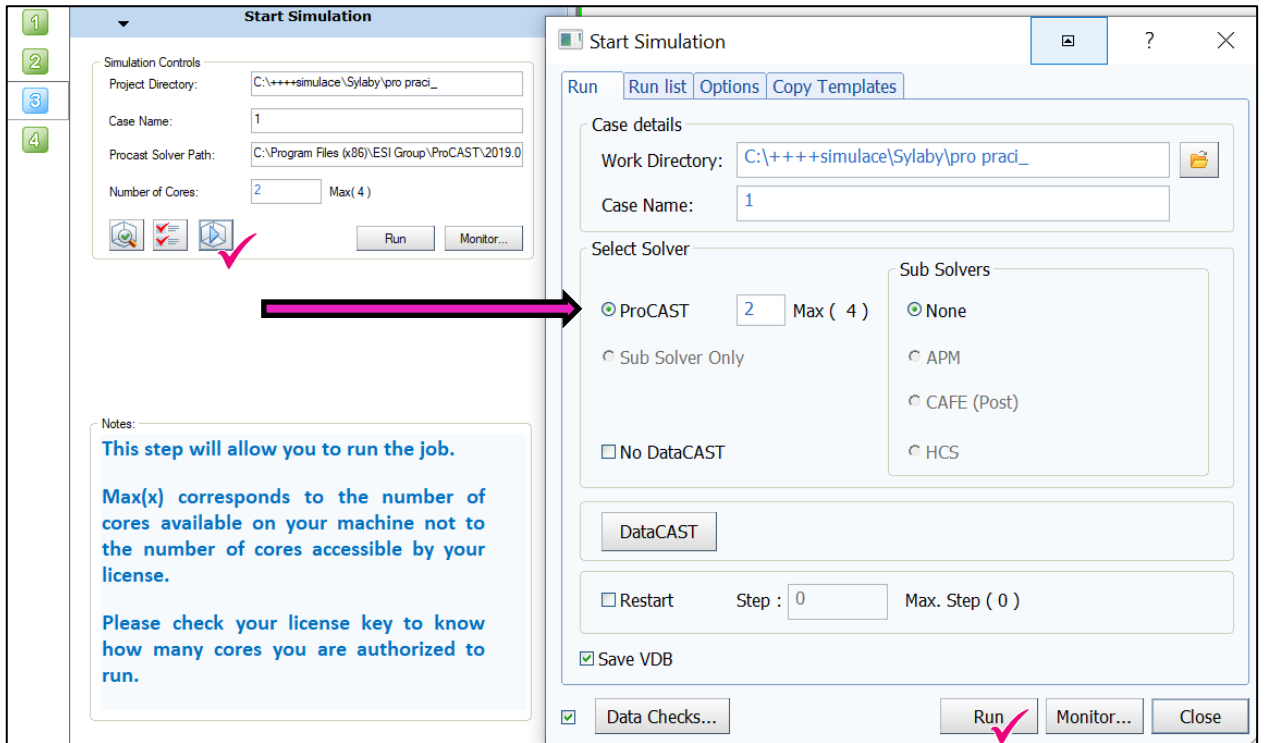 1
2
3
4
Start Simulation
Simulation Controls
Project Directory: C:\++++simulace\Sylaby\pro praci_
Case Name: 1
Procast Solver Path: C:\Program Files (x86)\ESI Group\ProCAST\2019.0
Number of Cores: 2 Max( 4 )
Run Monitor...
Notes:
This step will allow you to run the job.
Max(x) corresponds to the number of
cores available on your machine not to
the number of cores accessible by your
license.
Please check your license key to know
how many cores you are authorized to
run.
Start Simulation ?
Run Run list Options Copy Templates
Case details
Work Directory: C:\++++simulace\Sylaby\pro praci_
Case Name: 1
Select Solver
Sub Solvers
ProCAST 2 Max ( 4 ) None
Sub Solver Only APM
CAFE (Post)
No DataCAST HCS
DataCAST
Restart Step : 0 Max. Step ( 0 )
Save VDB
Data Checks... Run Monitor... Close